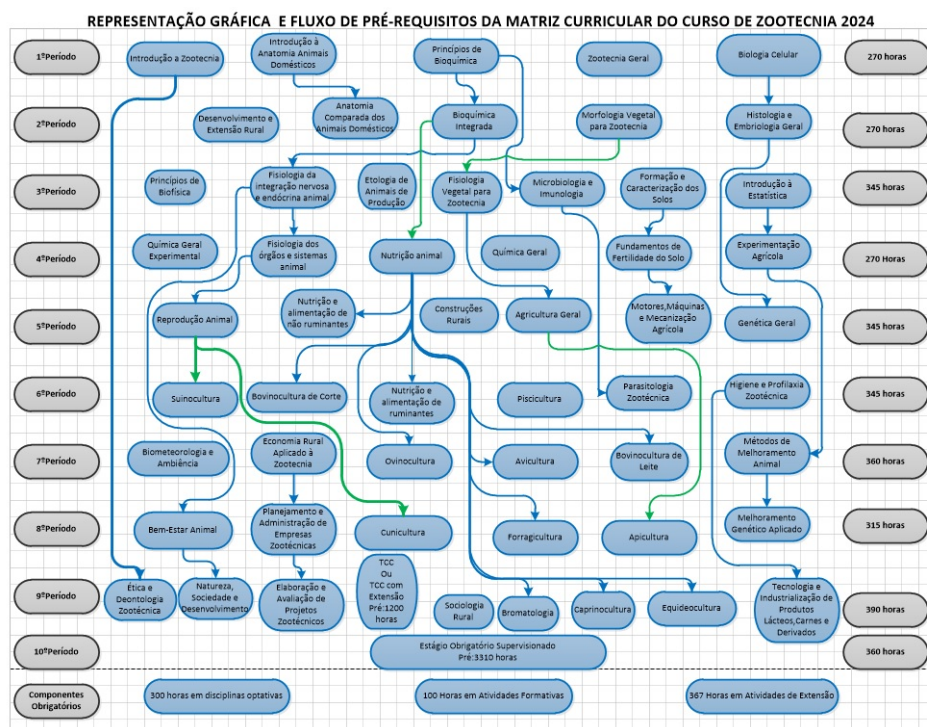 REPRESENTAÇÃO GRÁFICA E FLUXO DE PRÉ-REQUISITOS DA MATRIZ CURRICULAR DO CURSO DE ZOOTECNIA 2024
1ºPeríodo
Introdução a Zootecnia
Introdução à
Anatomia Animais
Domésticos
Princípios de
Bioquímica
Zootecnia Geral
Biologia Celular
270 horas
2ºPeríodo
Desenvolvimento e
Extensão Rural
Anatomia
Comparada dos
Animais Domésticos
Bioquímica
Integrada
Morfologia Vegetal
para Zootecnia
Histologia e
Embriologia Geral
270 horas
3ºPeríodo
Princípios de
Biofísica
Fisiologia da
integração nervosa
e endócrina animal
Etologia de
Animais de
Produção
Fisiologia
Vegetal para
Zootecnia
Microbiologia e
Imunologia
Formação e
Caracterização dos
Solos
Introdução à
Estatística
345 horas
4ºPeríodo
Química Geral
Experimental
Fisiologia dos
órgãos e sistemas
animal
Nutrição animal
Química Geral
Fundamentos de
Fertilidade do Solo
Experimentação
Agrícola
270 Horas
5ºPeríodo
Reprodução Animal
Nutrição e
alimentação de
não ruminantes
Construções
Rurais
Agricultura Geral
Motores,Máquinas
e Mecanização
Agrícola
Genética Geral
345 horas
6ºPeríodo
Suinocultura
Bovinocultura de Corte
Nutrição e
alimentação de
ruminantes
Piscicultura
Parasitologia
Zootécnica
Higiene e Profilaxia
Zootécnica
345 horas
7ºPeríodo
Biometeorologia e
Ambiência
Economia Rural
Aplicado à
Zootecnia
Ovinocultura
Avicultura
Bovinocultura
de Leite
Métodos de
Melhoramento
Animal
360 horas
8ºPeríodo
Bem-Estar Animal
Planejamento e
Administração de
Empresas
Zootécnicas
Cunicultura
Forragicultura
Apicultura
Melhoramento
Genético Aplicado
315 horas
9ºPeríodo
Ética e
Deontologia
Zootécnica
Natureza,
Sociedade e
Desenvolvimento
Elaboração e
Avaliação de
Projetos
Zootécnicos
TCC
Ou
TCC com
Extensão
Pré:1200
horas
Sociologia
Rural
Bromatologia
Caprinocultura
Equideocultura
Tecnologia e
Industrialização de
Produtos
Lácteos,Carnes e
Derivados
390 horas
10ºPeríodo
Estágio Obrigatório Supervisionado
Pré:3310 horas
360 horas
Componentes
Obrigatórios
300 horas em disciplinas optativas
100 Horas em Atividades Formativas
367 Horas em Atividades de Extensão